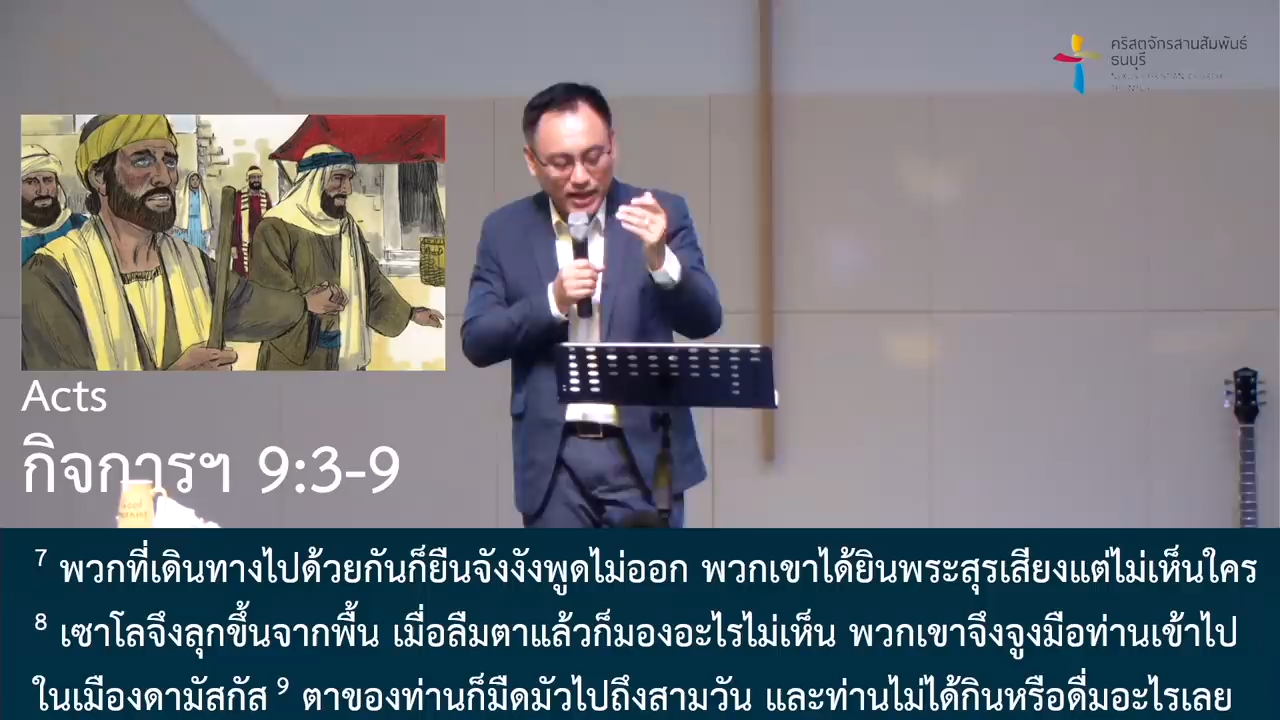 คริสตจักรสานสัมพันธ์
ธนบุรี
Acts
กิจการฯ 9:3-9
7 พวกที่เดินทางไปด้วยกันก็ยืนจังงังพูดไม่ออก พวกเขาได้ยินพระสุรเสียงแต่ไม่เห็นใคร
8 เซาโลจึงลุกขึ้นจากพื้น เมื่อลืมตาแล้วก็มองอะไรไม่เห็น พวกเขาจึงจูงมือท่านเข้าไป
ในเมืองดามัสกัส 9 ตาของท่านก็มืดมัวไปถึงสามวัน และท่านไม่ได้กินหรือดื่มอะไรเลย